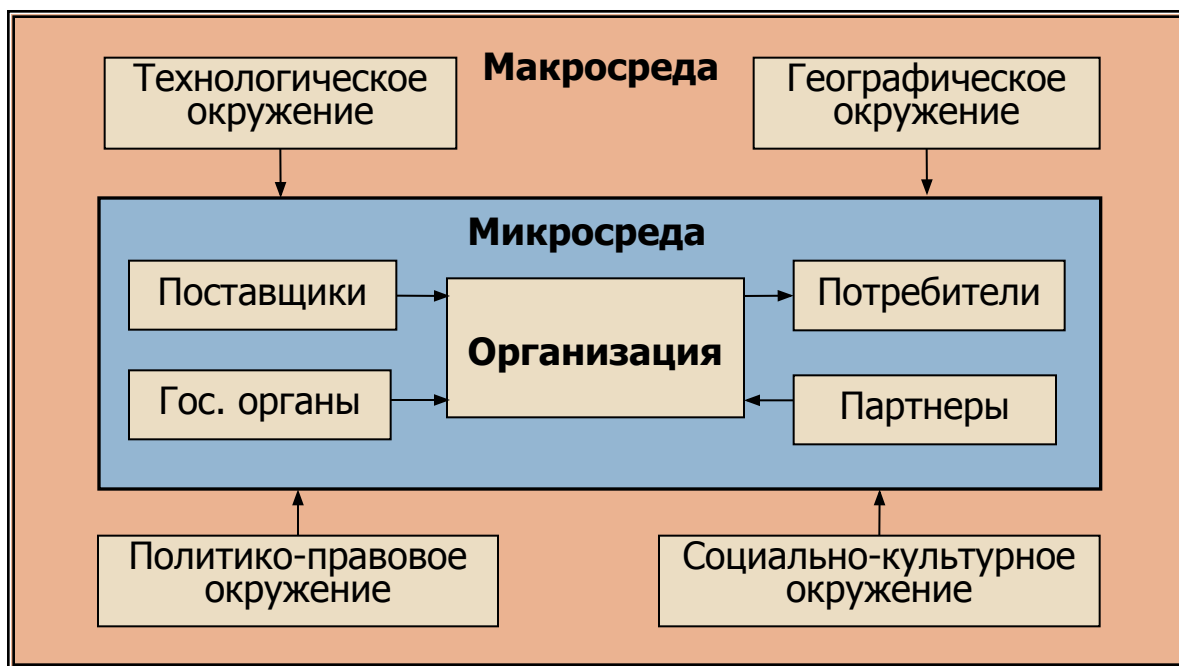 Макросреда
Технологическое
окружение
Географическое
окружение
Микросреда
Поставщики
Потребители
Организация
Гос. органы
Партнеры
Политико-правовое
окружение
Социально-культурное
окружение